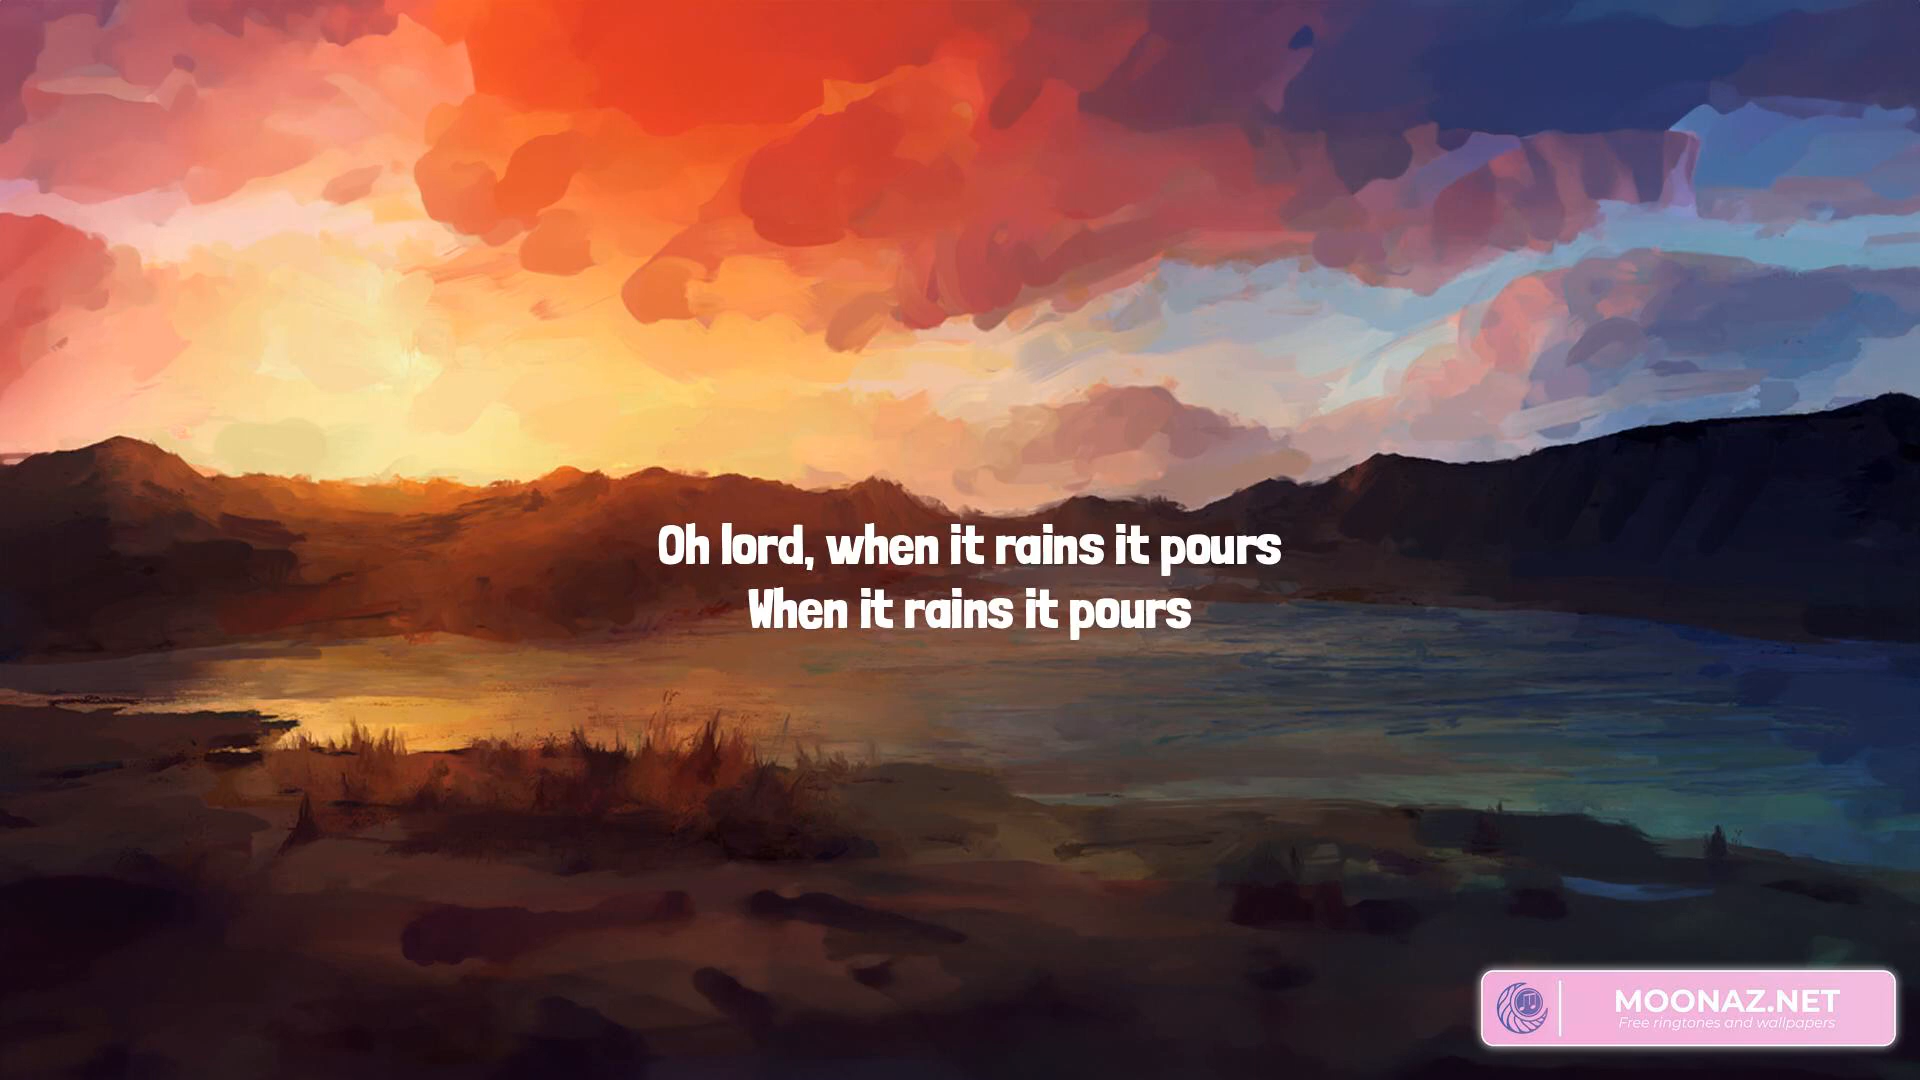 Oh lord, when it rains it pours
When it rains it pours
MOONAZ.NET
Free ringtones and wallpapers